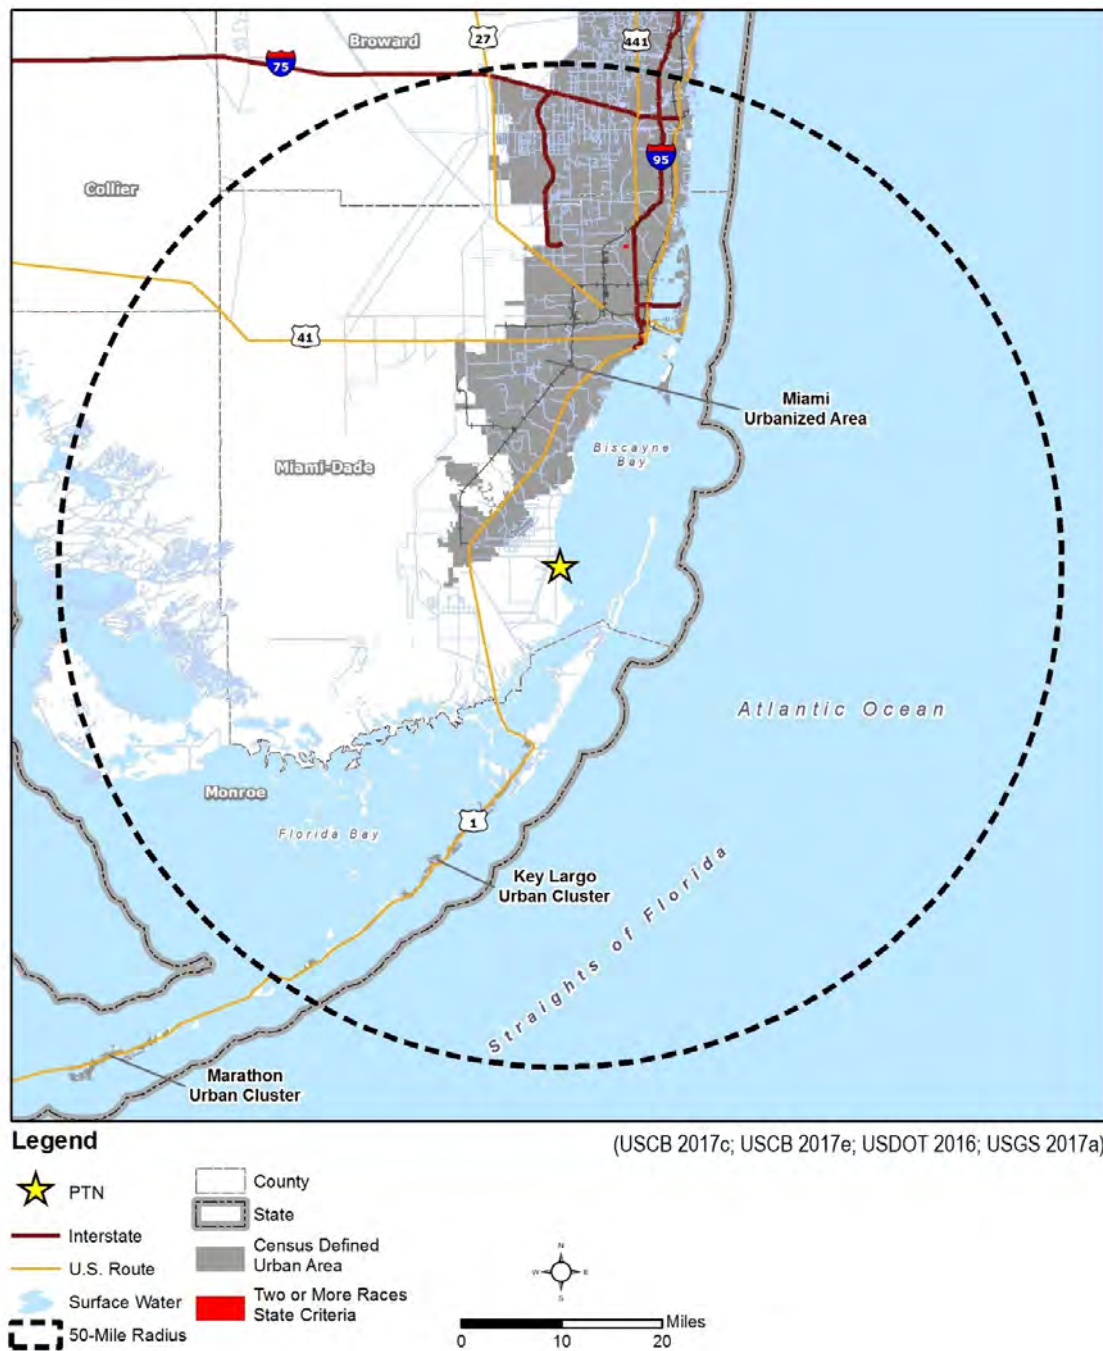 Broward
27
441
75
95
Collier
41
Miami
Urbanized Area
Biscayne
Bay
Miami-Dade
Atlantic Ocean
Monroe
1
Florida Bay
Key Largo
Urban Cluster
Straights of Florida
Marathon
Urban Cluster
Legend
(USCB 2017c; USCB 2017e; USDOT 2016; USGS 2017a)
PTN
Interstate
U.S. Route
Surface Water
50-Mile Radius
County
State
Census Defined
Urban Area
Two or More Races
State Criteria
N
W E
S
Miles
0 10 20